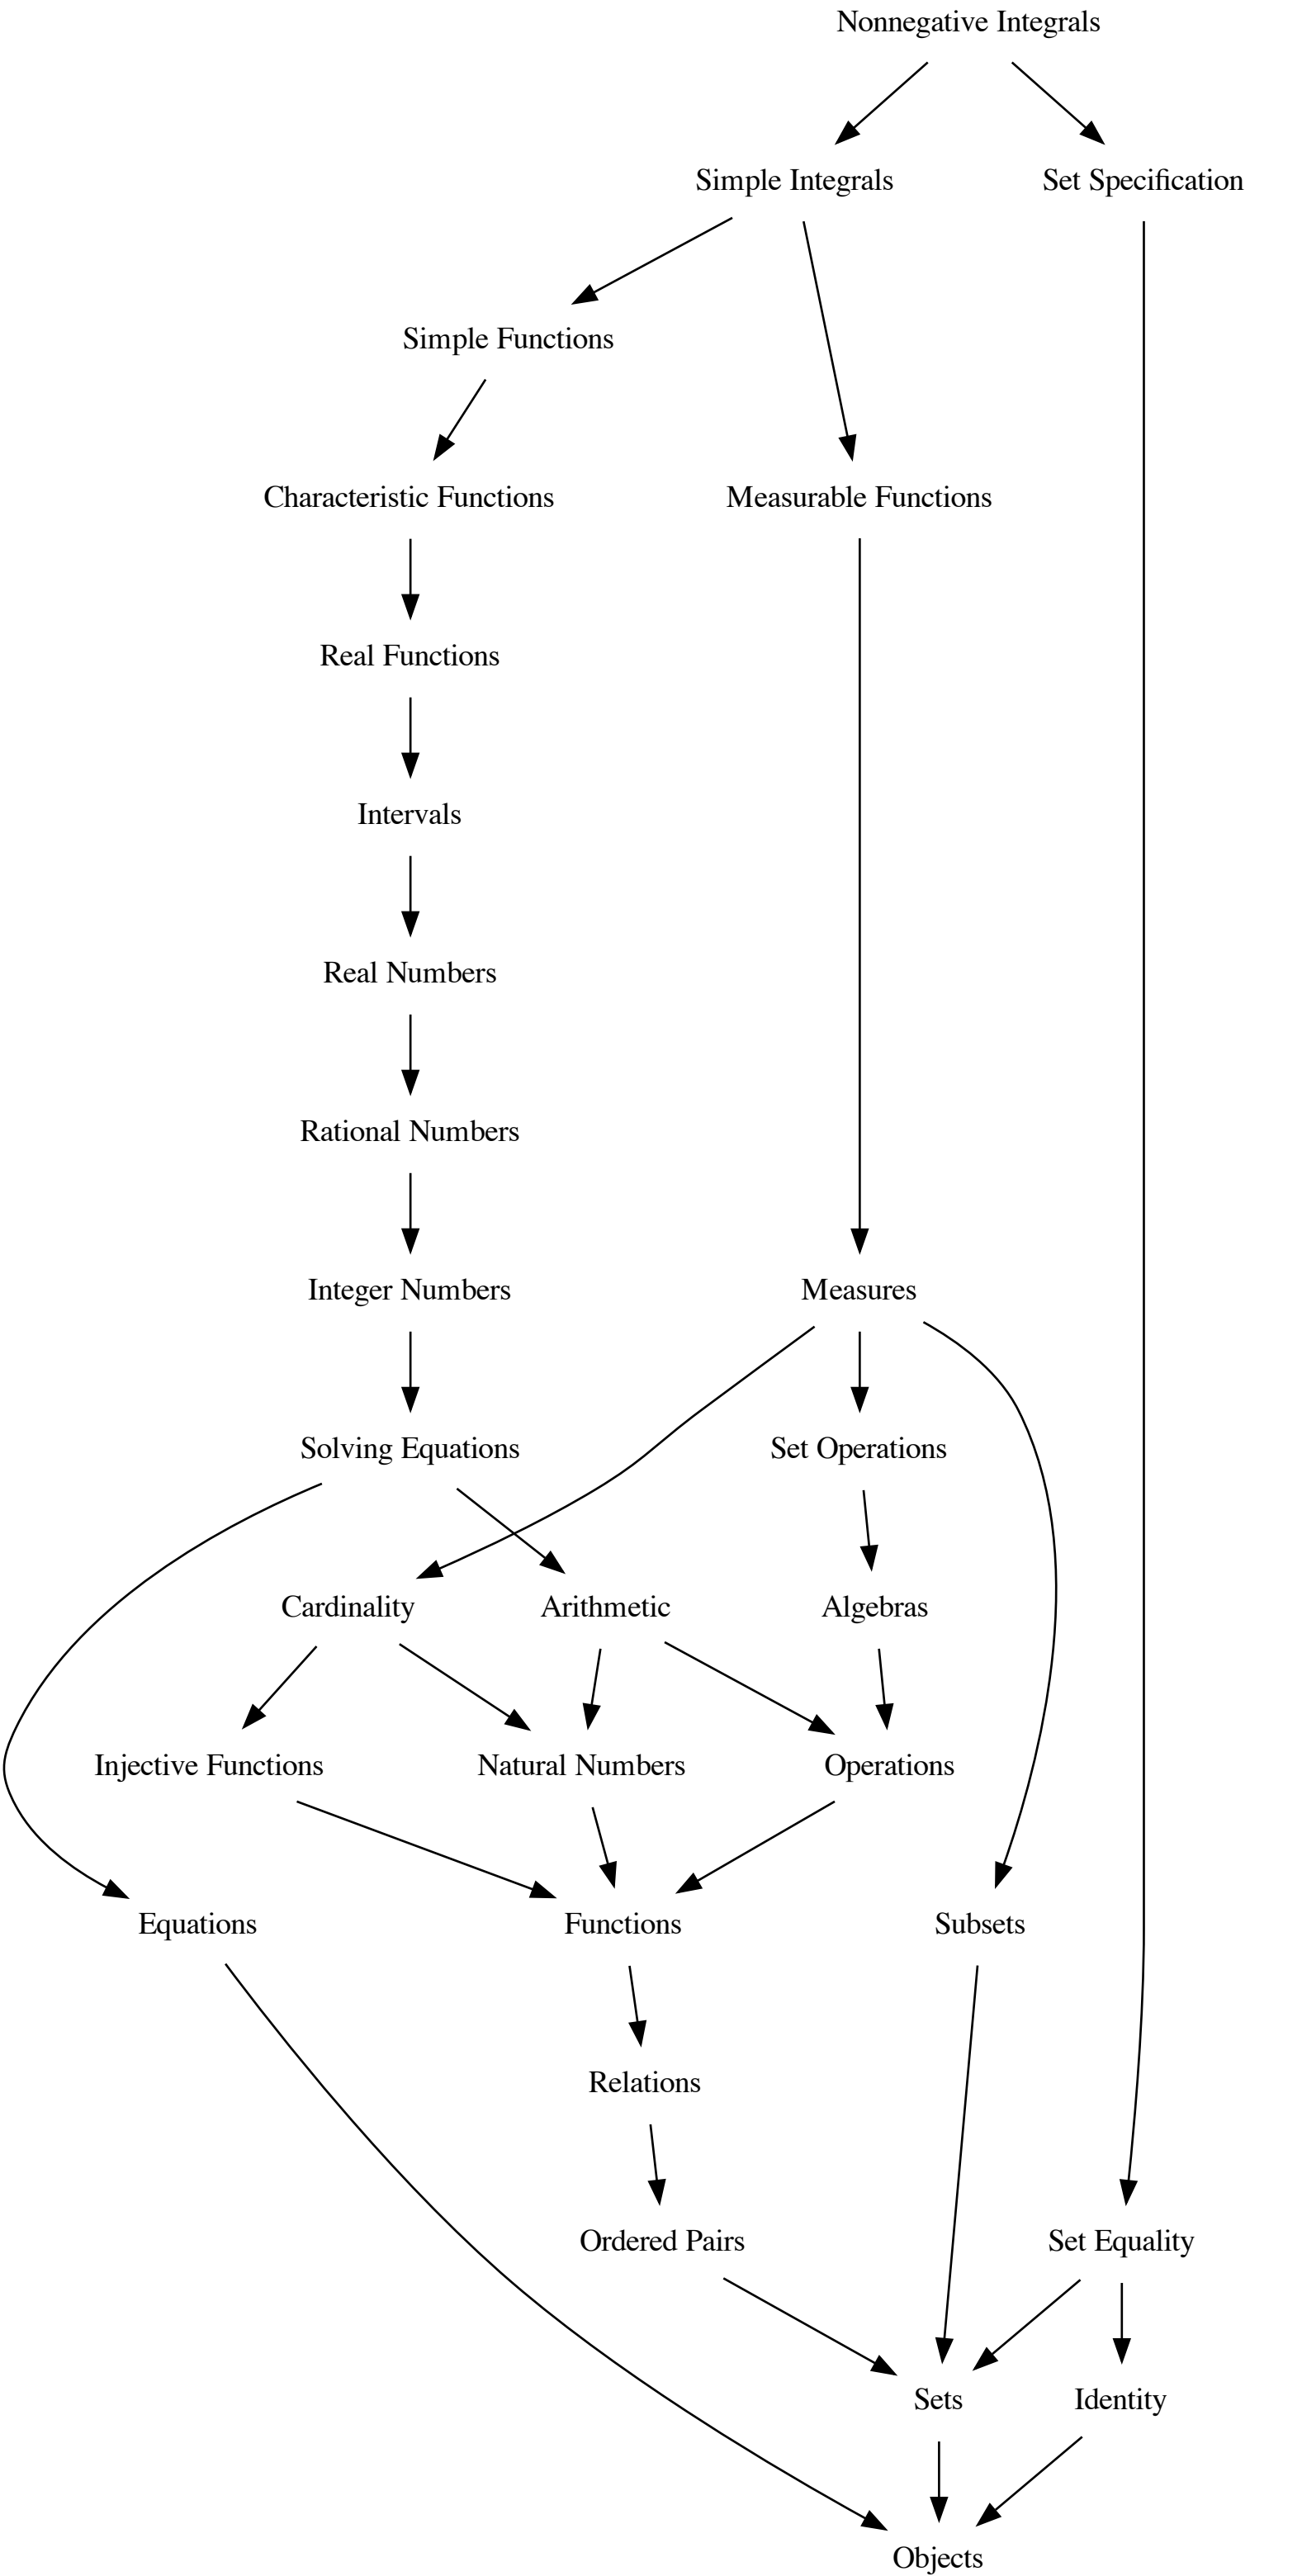 Nonnegative Integrals
Simple Integrals
Set Specification
Simple Functions
Characteristic Functions
Measurable Functions
Real Functions
Intervals
Real Numbers
Rational Numbers
Integer Numbers
Measures
Solving Equations
Set Operations
Cardinality
Arithmetic
Algebras
Injective Functions
Natural Numbers
Operations
Equations
Functions
Subsets
Relations
Ordered Pairs
Set Equality
Sets
Identity
Objects